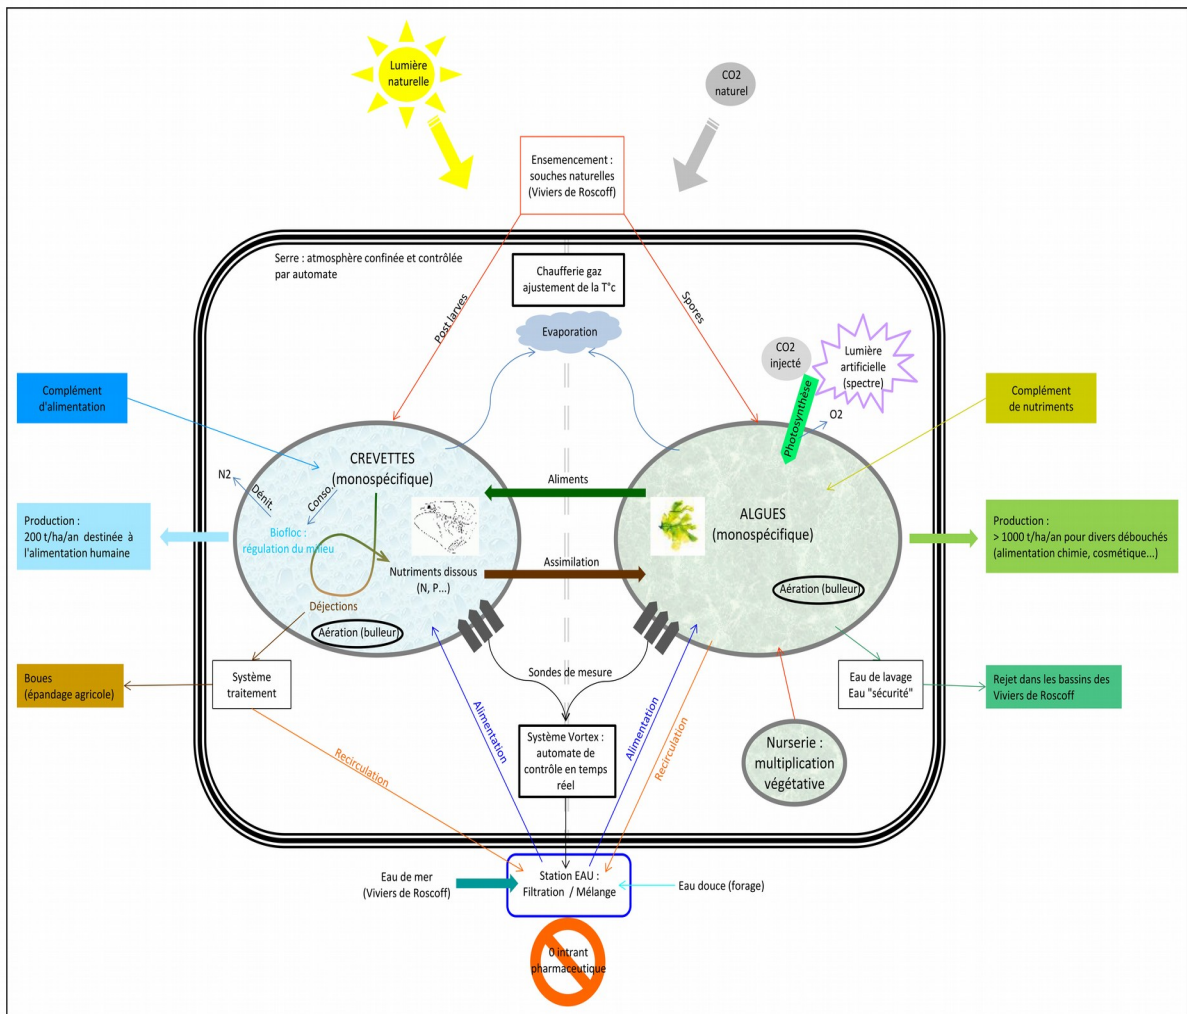 Lumière
naturelle
CO2
naturel
Ensemencement :
souches naturelles
(Viviers de Roscoff)
Serre : atmosphère confinée et contrôlée
par automate
Chaufferie gaz
ajustement de la T°c
Post larves
Spores
Evaporation
CO2
injecté
Lumière
artificielle
(spectre)
Photosynthèse
O2
Complément
d'alimentation
Complément
de nutriments
CREVETTES
(monospécifique)
N2
Dénit.
Conso..
Biofloc :
régulation du milieu
Aliments
ALGUES
(monospécifique)
Production :
200 t/ha/an destinée à
l'alimentation humaine
Production :
> 1000 t/ha/an pour divers débouchés
(alimentation chimie, cosmétique...)
Nutriments dissous
(N, P...)
Assimilation
Déjections
Aération (bulleur)
Aération (bulleur)
Boues
(épandage agricole)
Système
traitement
Sondes de mesure
Eau de lavage
Eau "sécurité"
Rejet dans les bassins des
Viviers de Roscoff
Alimentation
Alimentation
Recirculation
Recirculation
Système Vortex :
automate de
contrôle en temps
réel
Nurserie :
multiplication
végétative
Eau de mer
(Viviers de Roscoff)
Station EAU :
Filtration / Mélange
Eau douce (forage)
0 intrant
pharmaceutique